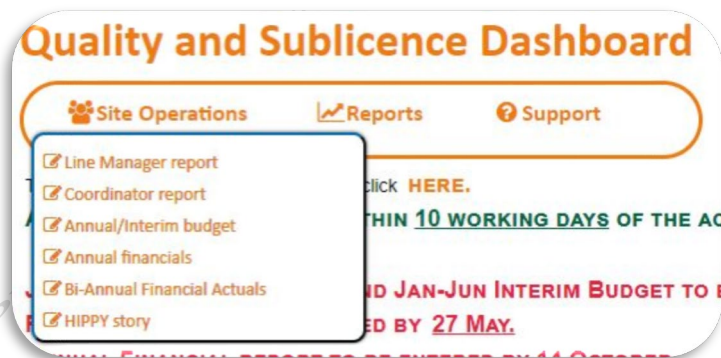 Quality and Sublicence Dashboard
Site Operations Reports Support
Line Manager report
Coordinator report
click HERE.
Annual/Interim budget
THIN 10 WORKING DAYS OF THE AC
Annual financials
Bi-Annual Financial Actuals
ND JAN-JUN INTERIM BUDGET TO
HIPPY story
ED BY 27 MAY.